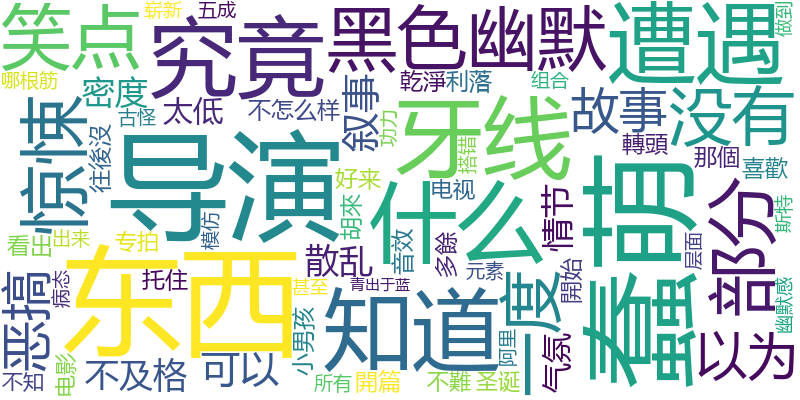 笑点
崭新
五成
究竟
黑色幽默
遭遇
做到
哪根筋
密度
太低
不怎么样
叙事
乾淨利落
组合
故事
没有
惊悚
古怪
往後沒
导演
牙线
功力
搭错
轉頭
那個
喜歡
好来
电视
什么
蠢萌
部分
斯特
看出
出来
专拍
模仿
胡來
音效
多餘
情节
层面
恶搞
病态
托住
东西
散乱
甚至
青出于蓝
知道
元素
一度
開始
幽默感
不知
电影
不及格
可以
小男孩
所有
開篇
阿里
不難
圣诞
气氛
以为